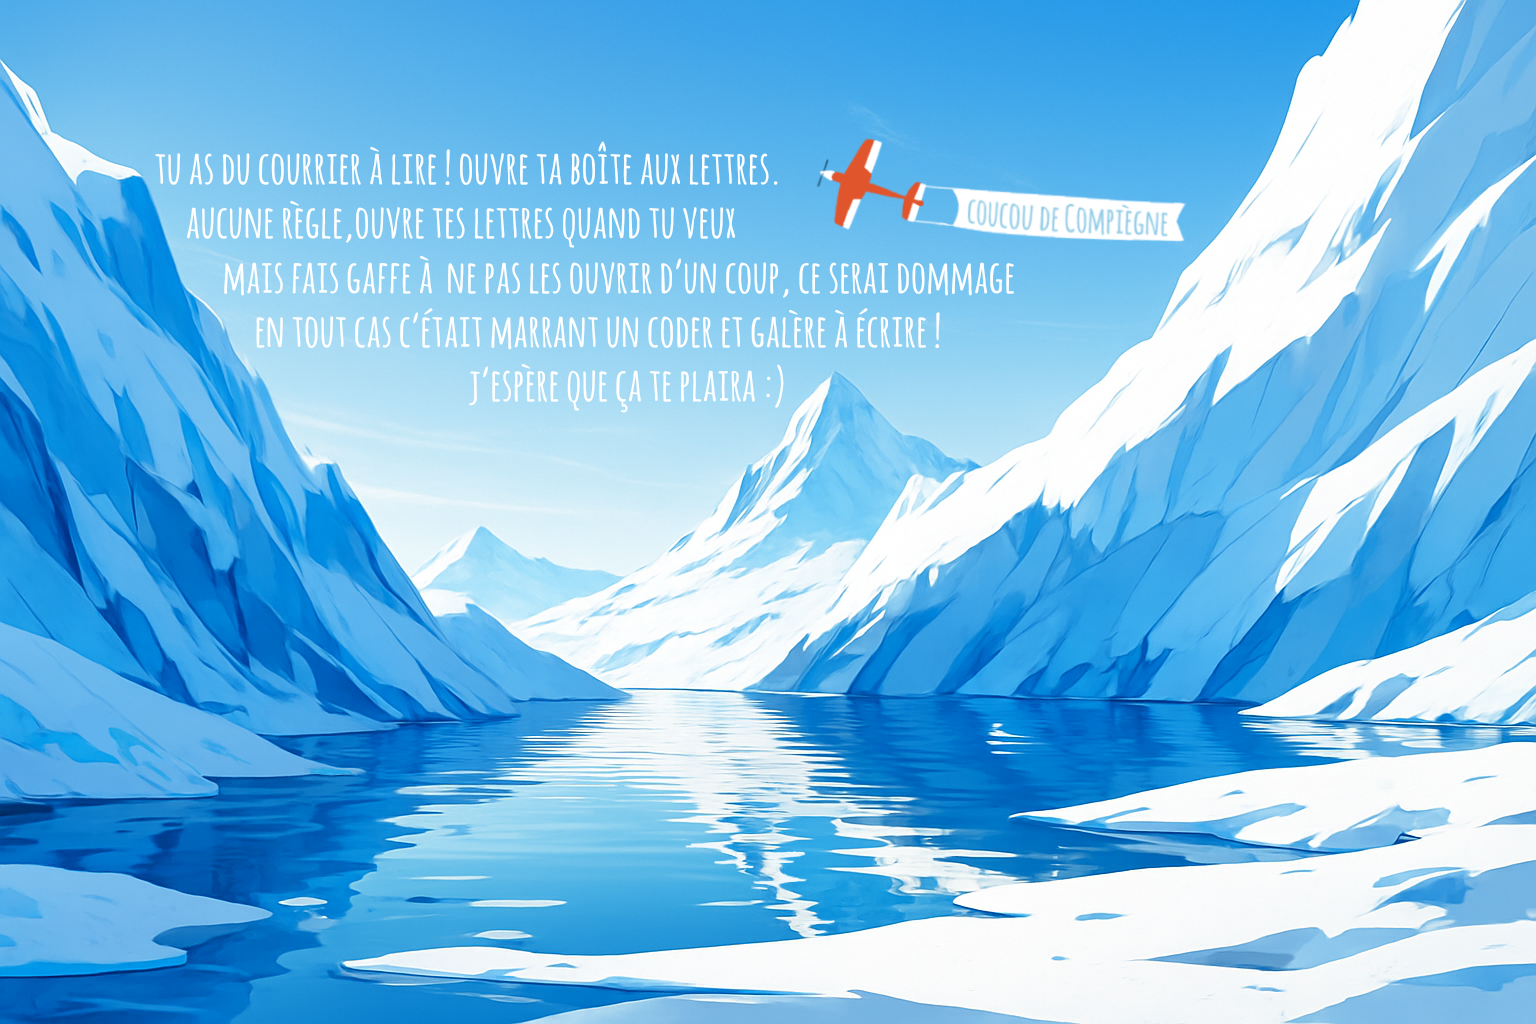 TU AS DU COURRIER À LIRE ! OUVRE TA BOÎTE AUX LETTRES.
COUCOU DE COMPIÈGNE
AUCUNE RÈGLE,OUVRE TES LETTRES QUAND TU VEUX
MAIS FAIS GAFFE À NE PAS LES OUVRIR D'UN COUP, CE SERAI DOMMAGE
EN TOUT CAS C'ÉTAIT MARRANT UN CODER ET GALÈRE À ÉCRIRE !
J'ESPÈRE QUE ÇA TE PLAIRA :)